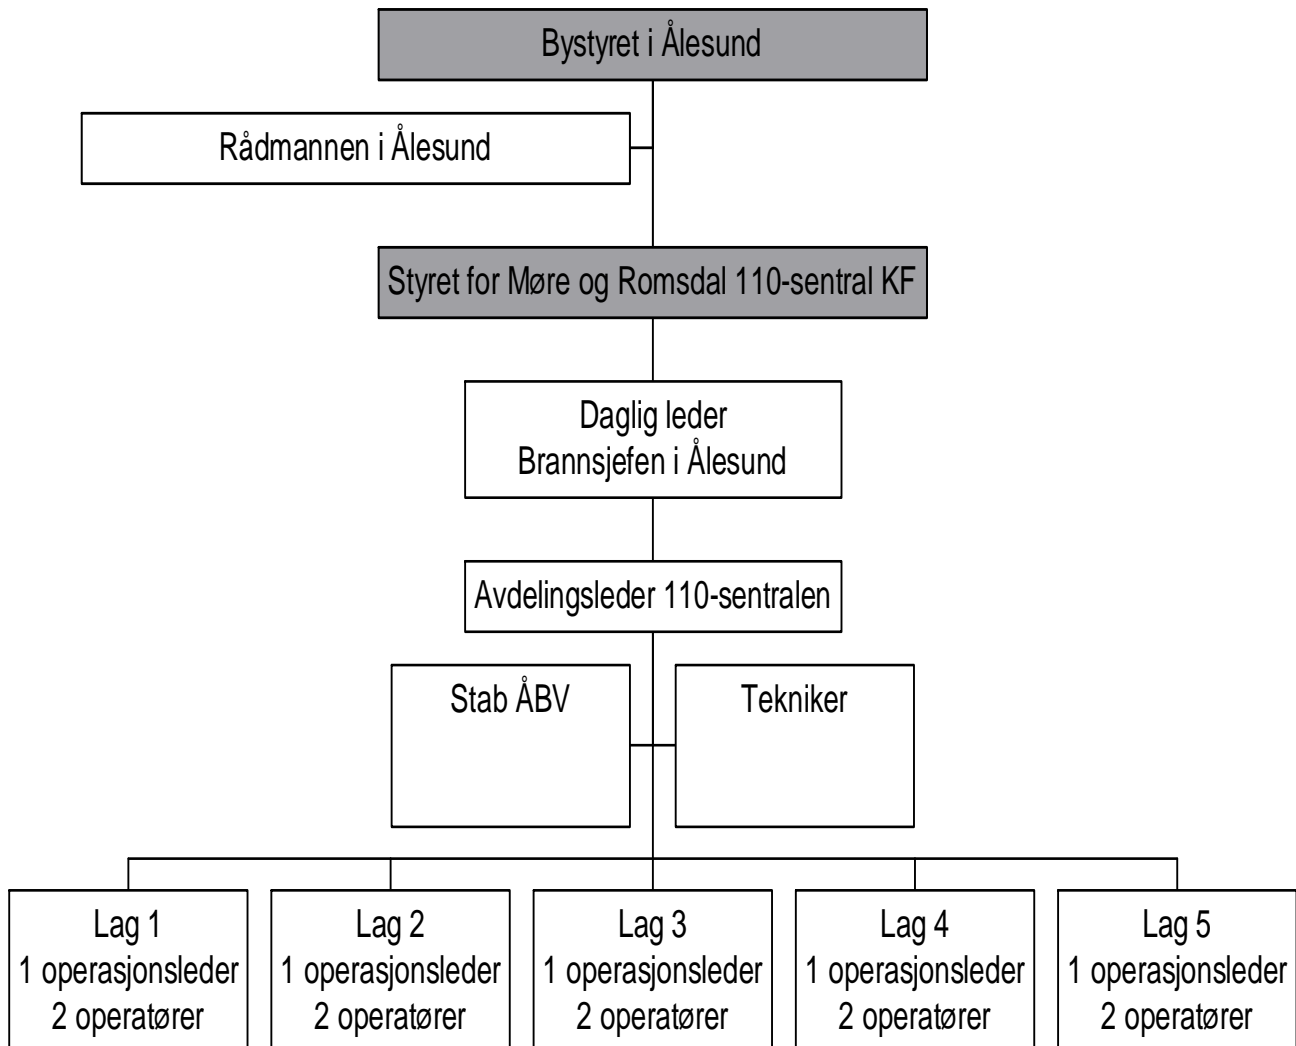 Bystyret i Ålesund
Rådmannen i Ålesund
Styret for Møre og Romsdal 110-sentral KF
Daglig leder
Brannsjefen i Ålesund
Avdelingsleder 110-sentralen
Stab ÅBV
Tekniker
Lag 1
1 operasjonsleder
2 operatører
Lag 2
1 operasjonsleder
2 operatører
Lag 3
1 operasjonsleder
2 operatører
Lag 4
1 operasjonsleder
2 operatører
Lag 5
1 operasjonsleder
2 operatører